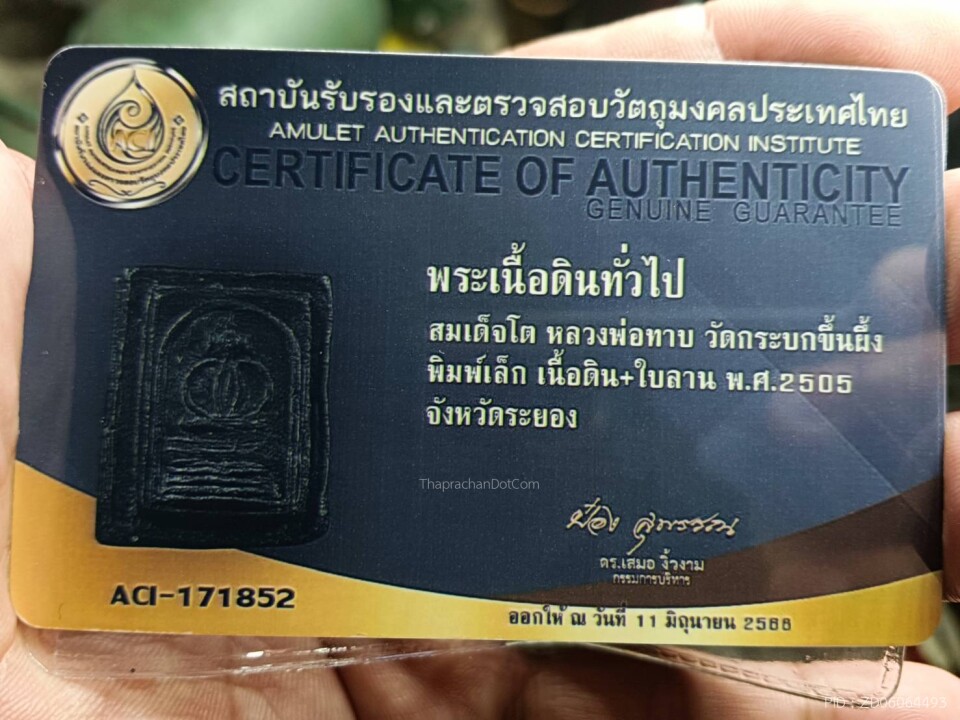 สถาบันรับรองและตรวจสอบวัตถุมงคลประเทศไทย
AMULET AUTHENTICATION CERTIFICATION INSTITUTE
CERTIFICATE OF AUTHENTICITY
GENUINE GUARANTEE
พระเนื้อดินทั่วไป
สมเด็จโต หลวงพ่อทาบ วัดกระบกขึ้นผึ้ง
พิมพ์เล็ก เนื้อดิน+ใบลาน พ.ศ.2505
จังหวัดระยอง
ThaprachanDotCom
ดร.เสมอ งิ้วงาม
กรรมการบริหาร
ACI-171852
ออกให้ ณ วันที่ 11 มิถุนายน 2566